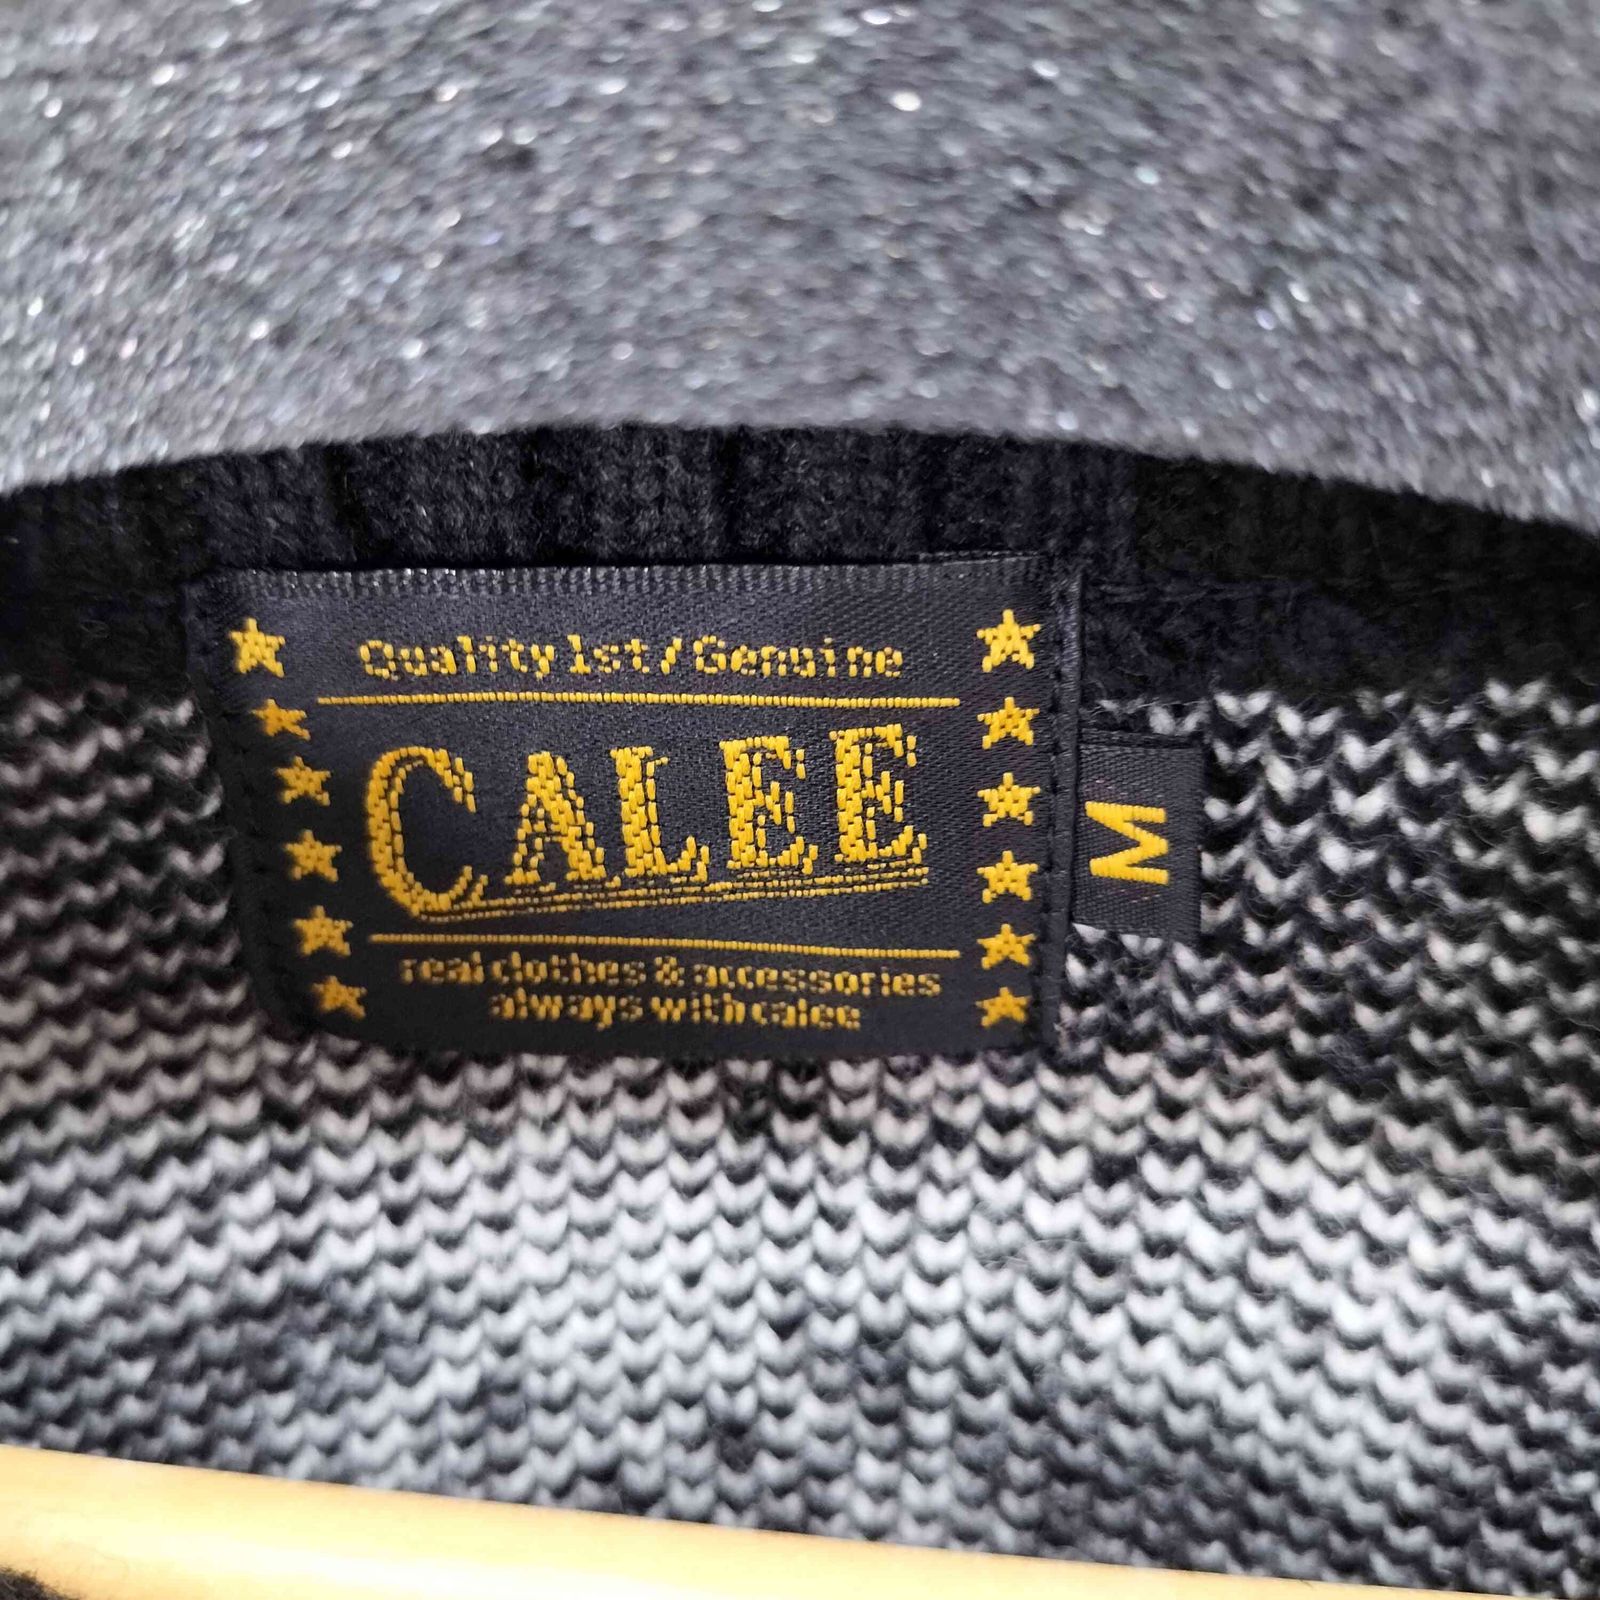 Quality 1st/Genuine
CALEE
M
real clothes & accessories
always with calee